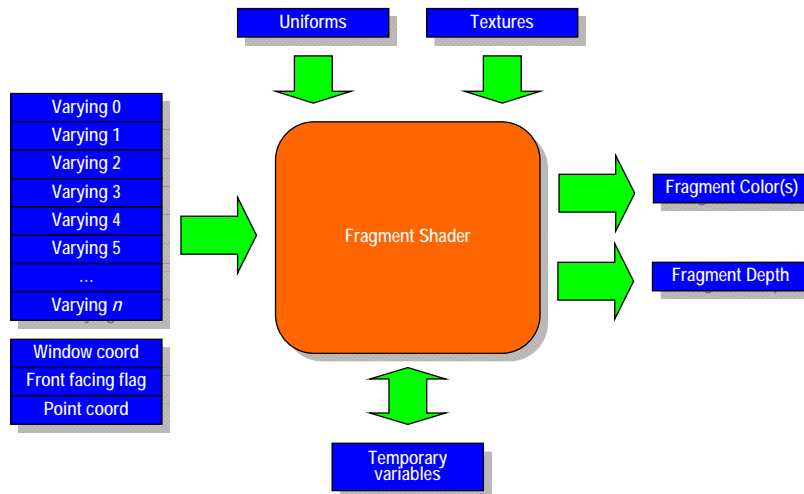 Uniforms
Textures
Varying 0
Varying 1
Varying 2
Varying 3
Varying 4
Varying 5
...
Varying n
Window coord
Front facing flag
Point coord
Fragment Shader
Fragment Color(s)
Fragment Depth
Temporary
variables